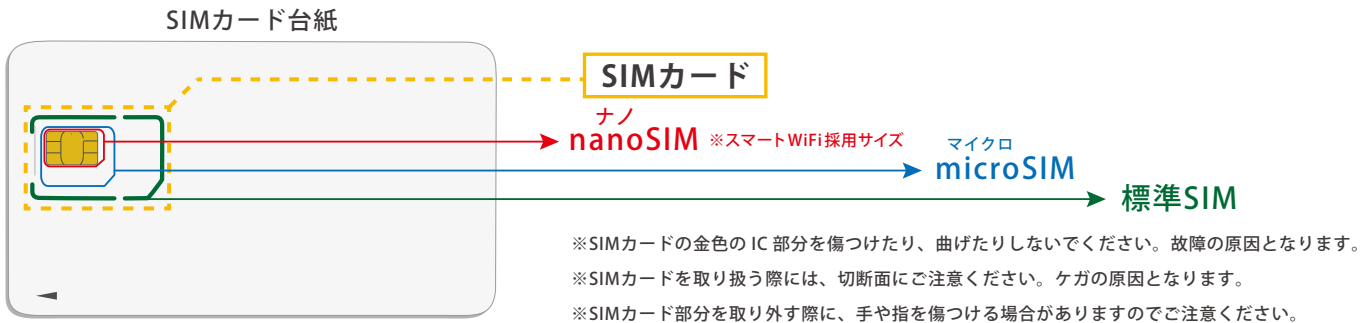 SIMカード台紙
SIMカード
ナノ
nanoSIM ※スマートWiFi採用サイズ
マイクロ
microSIM
標準SIM
※SIMカードの金色の IC 部分を傷つけたり、曲げたりしないでください。故障の原因となります。
※SIMカードを取り扱う際には、切断面にご注意ください。ケガの原因となります。
※SIMカード部分を取り外す際に、手や指を傷つける場合がありますのでご注意ください。